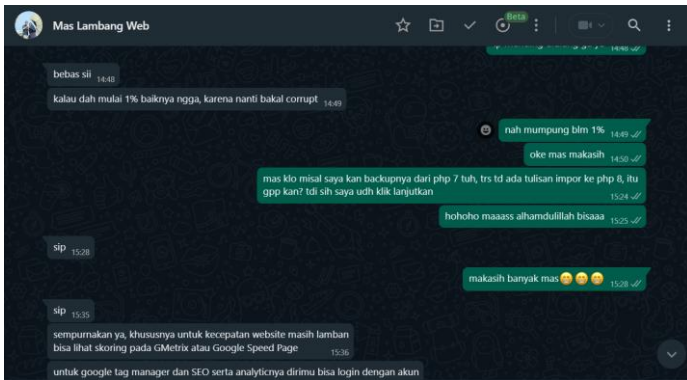 Mas Lambang Web
Beta
14:48
bebas sii 14:48
kalau dah mulai 1% baiknya ngga, karena nanti bakal corrupt 14:49
nah mumpung blm 1% 14:49
oke mas makasih 14:50
mas klo misal saya kan backupnya dari php 7 tuh, trs td ada tulisan impor ke php 8, itu
gpp kan? tdi sih saya udh klik lanjutkan 15:24
hohoho maaass alhamdulillah bisaaa 15:25
sip 15:28
makasih banyak mas😁😁😁 15:28
sip 15:35
sempurnakan ya, khususnya untuk kecepatan website masih lamban
bisa lihat skoring pada GMetrix atau Google Speed Page 15:36
untuk google tag manager dan SEO serta analyticnya dirimu bisa login dengan akun